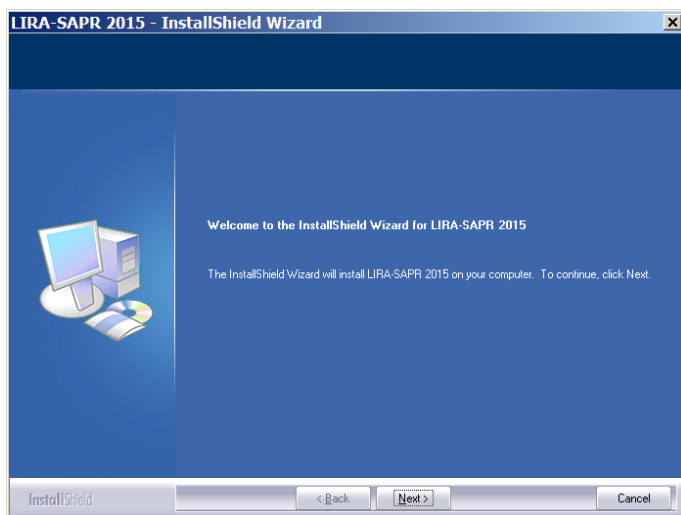 LIRA-SAPR 2015 - InstallShield Wizard
Welcome to the InstallShield Wizard for LIRA-SAPR 2015
The InstallShield Wizard will install LIRA-SAPR 2015 on your computer. To continue, click Next.
InstallShield
< Back
Next >
Cancel